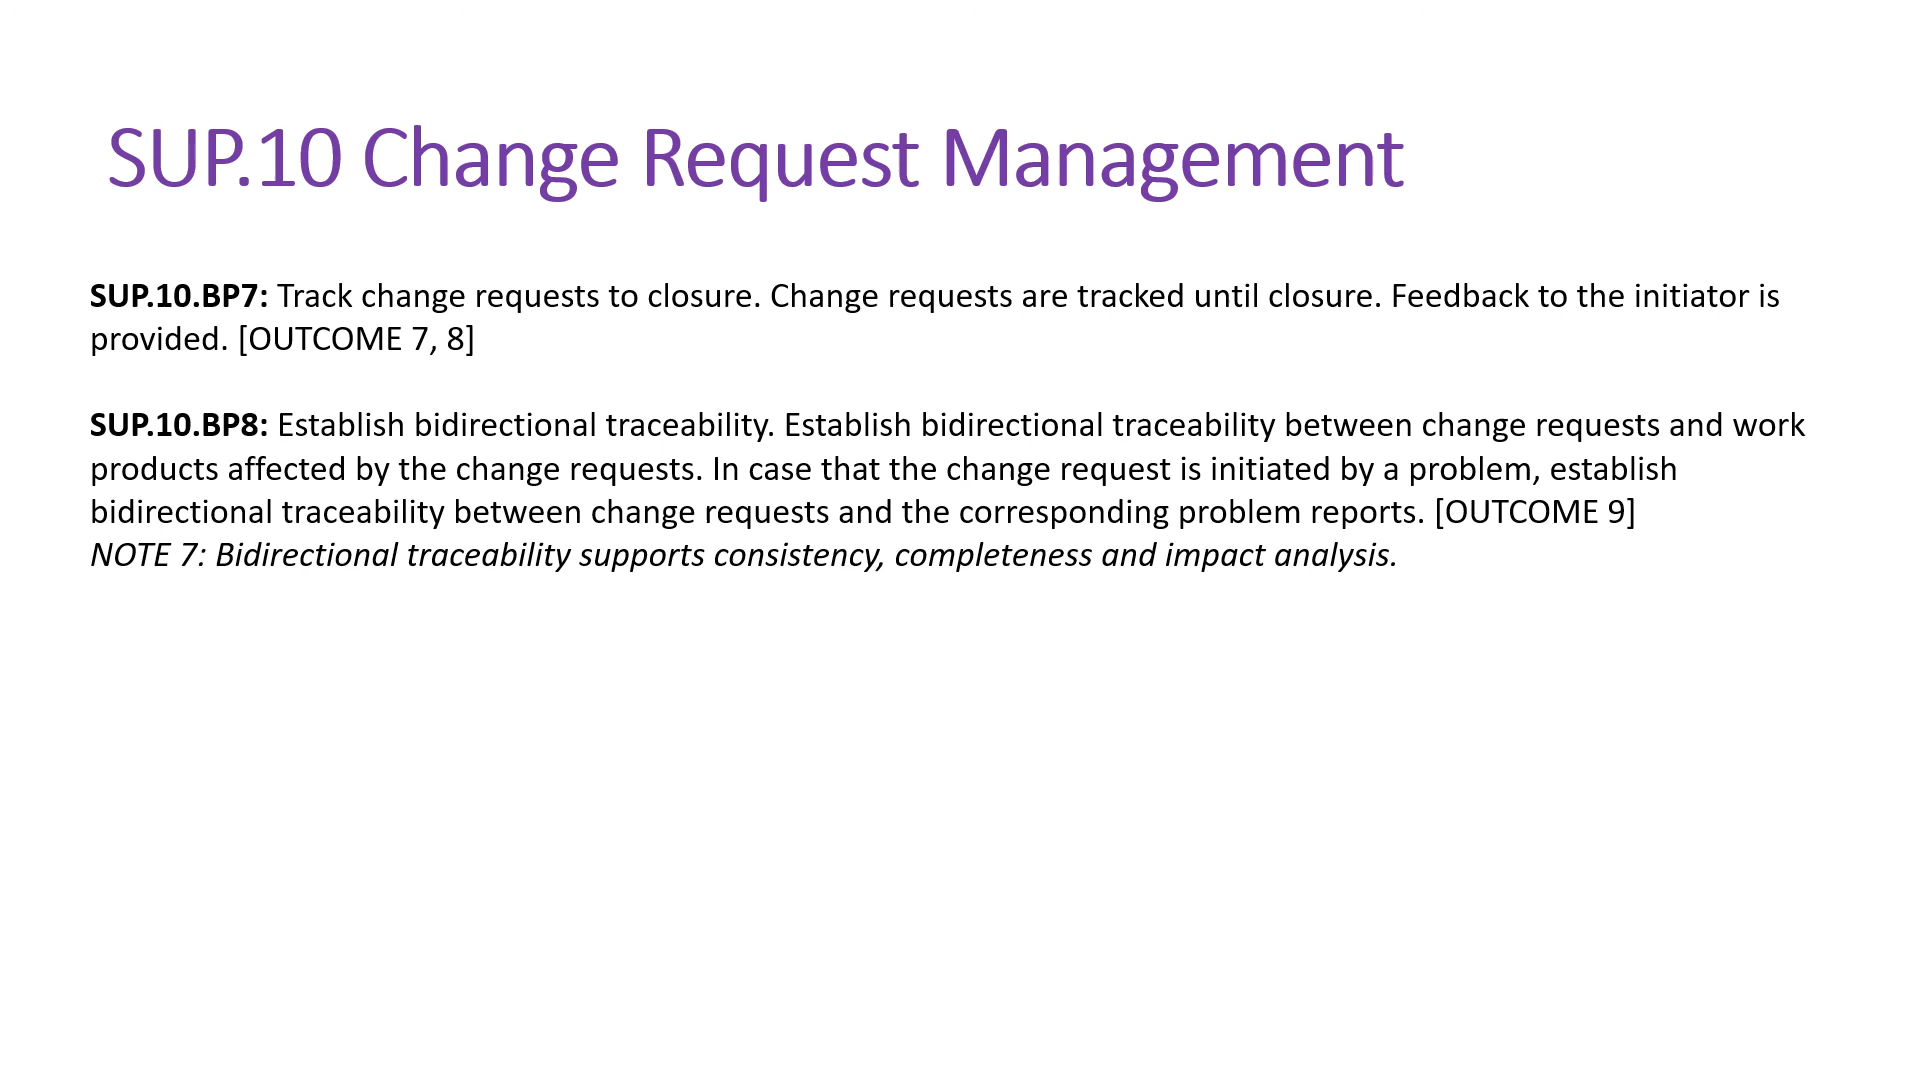 SUP.10 Change Request Management
SUP.10.BP7: Track change requests to closure. Change requests are tracked until closure. Feedback to the initiator is
provided. [OUTCOME 7, 8]
SUP.10.BP8: Establish bidirectional traceability. Establish bidirectional traceability between change requests and work
products affected by the change requests. In case that the change request is initiated by a problem, establish
bidirectional traceability between change requests and the corresponding problem reports. [OUTCOME 9]
NOTE 7: Bidirectional traceability supports consistency, completeness and impact analysis.